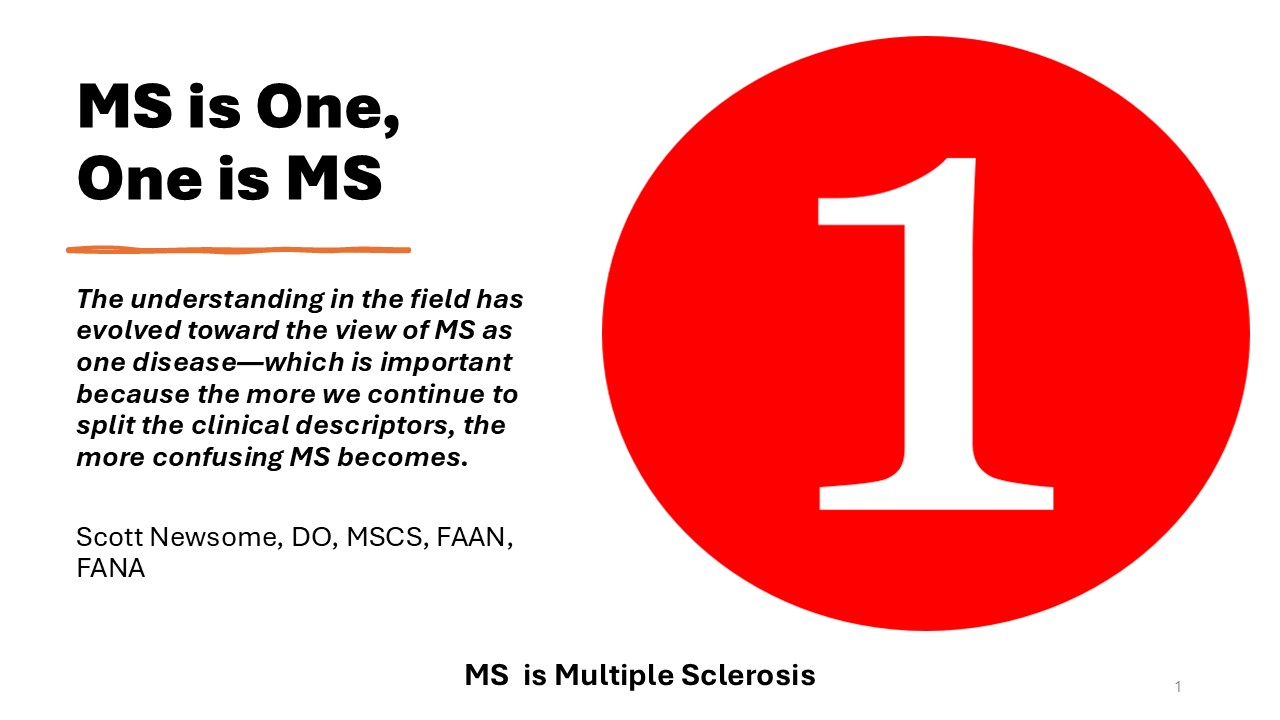 MS is One,
One is MS
The understanding in the field has
evolved toward the view of MS as
one disease—which is important
because the more we continue to
split the clinical descriptors, the
more confusing MS becomes.
Scott Newsome, DO, MSCS, FAAN,
FANA
1
MS  is Multiple Sclerosis
1